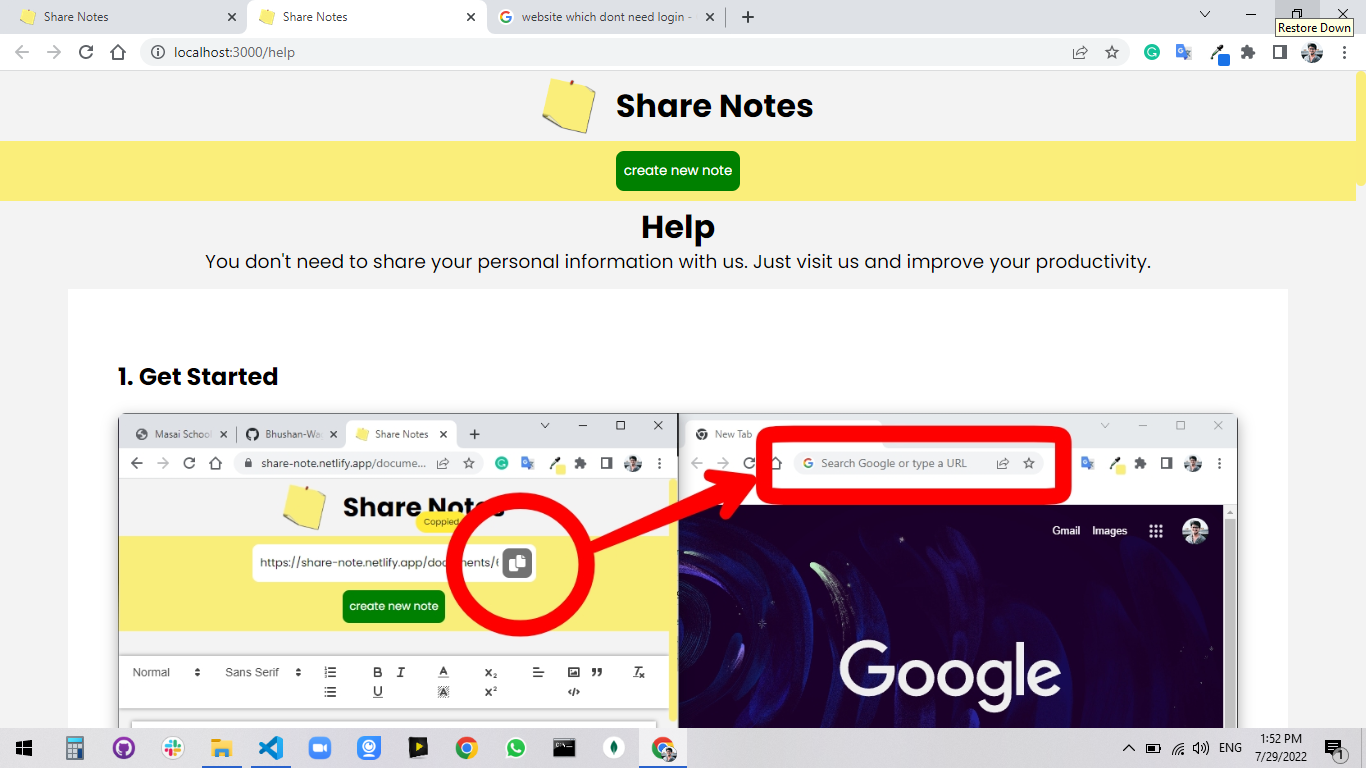 Share Notes
Share Notes
website which dont need login -
Restore Down
localhost:3000/help
Share Notes
create new note
Help
You don't need to share your personal information with us. Just visit us and improve your productivity.
1. Get Started
Masai School
Bhushan-Wa
Share Notes
share-note.netlify.app/docume...
Share Notes
Coppied
https://share-note.netlify.app/documents/6
create new note
Normal
Sans Serif
New Tab
Search Google or type a URL
Gmail
Images
Google
ENG
1:52 PM
7/29/2022
1